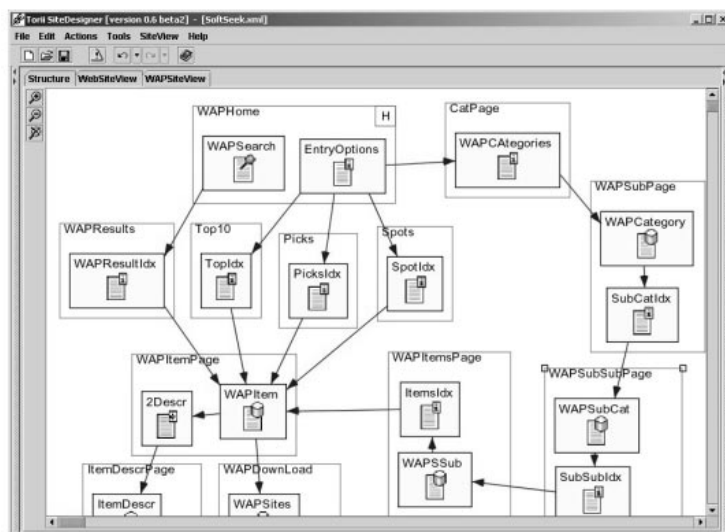 Torii SiteDesigner [version 0.6 beta2] - [SoftSeek.xml]
File Edit Actions Tools SiteView Help
Structure WebSiteView WAPSiteView
WAPHome
H
CatPage
WAPSearch
EntryOptions
WAPCAtegories
WAPSubPage
WAPCategory
WAPResults
Top10
Picks
Spots
WAPResultIdx
TopIdx
PicksIdx
SpotIdx
SubCatIdx
WAPItemPage
WAPItemsPage
WAPSubSubPage
2Descr
WAPItem
ItemsIdx
WAPSubCat
WAPSSub
SubSubIdx
ItemDescrPage
WAPDownLoad
ItemDescr
WAPSites